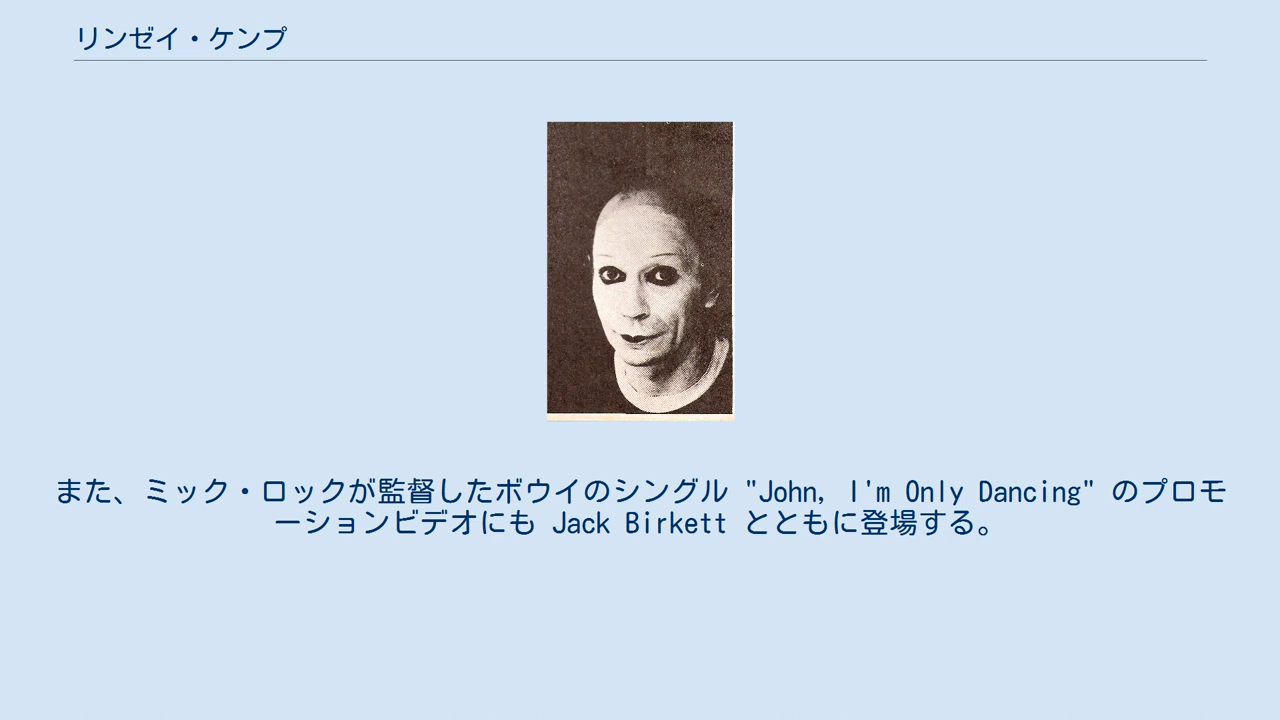 リンゼイ・ケンプ
また、ミック・ロックが監督したボウイのシングル "John, I'm Only Dancing" のプロモ
ーションビデオにも Jack Birkett とともに登場する。